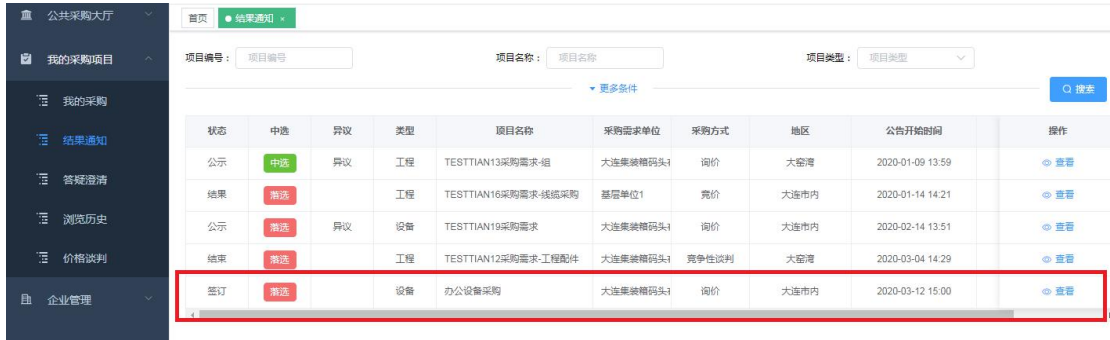 公共采购大厅
首页 结果通知 ×
我的采购项目
项目编号： 项目编号 项目名称： 项目名称 项目类型： 项目类型
更多条件
搜索
我的采购
结果通知
答疑澄清
浏览历史
价格谈判
企业管理
状态 中选 异议 类型 项目名称 采购需求单位 采购方式 地区 公告开始时间 操作
公示 中选 异议 工程 TESTTIAN13采购需求-组 大连集装箱码头 询价 大窑湾 2020-01-09 13:59 查看
结果 落选 工程 TESTTIAN16采购需求-线缆采购 基层单位1 竞价 大连市内 2020-01-14 14:21 查看
公示 落选 异议 设备 TESTTIAN19采购需求 大连集装箱码头 询价 大连市内 2020-02-14 13:51 查看
结束 落选 工程 TESTTIAN12采购需求-工程配件 大连集装箱码头 竞争性谈判 大窑湾 2020-03-04 14:29 查看
签订 落选 设备 办公设备采购 大连集装箱码头 询价 大连市内 2020-03-12 15:00 查看